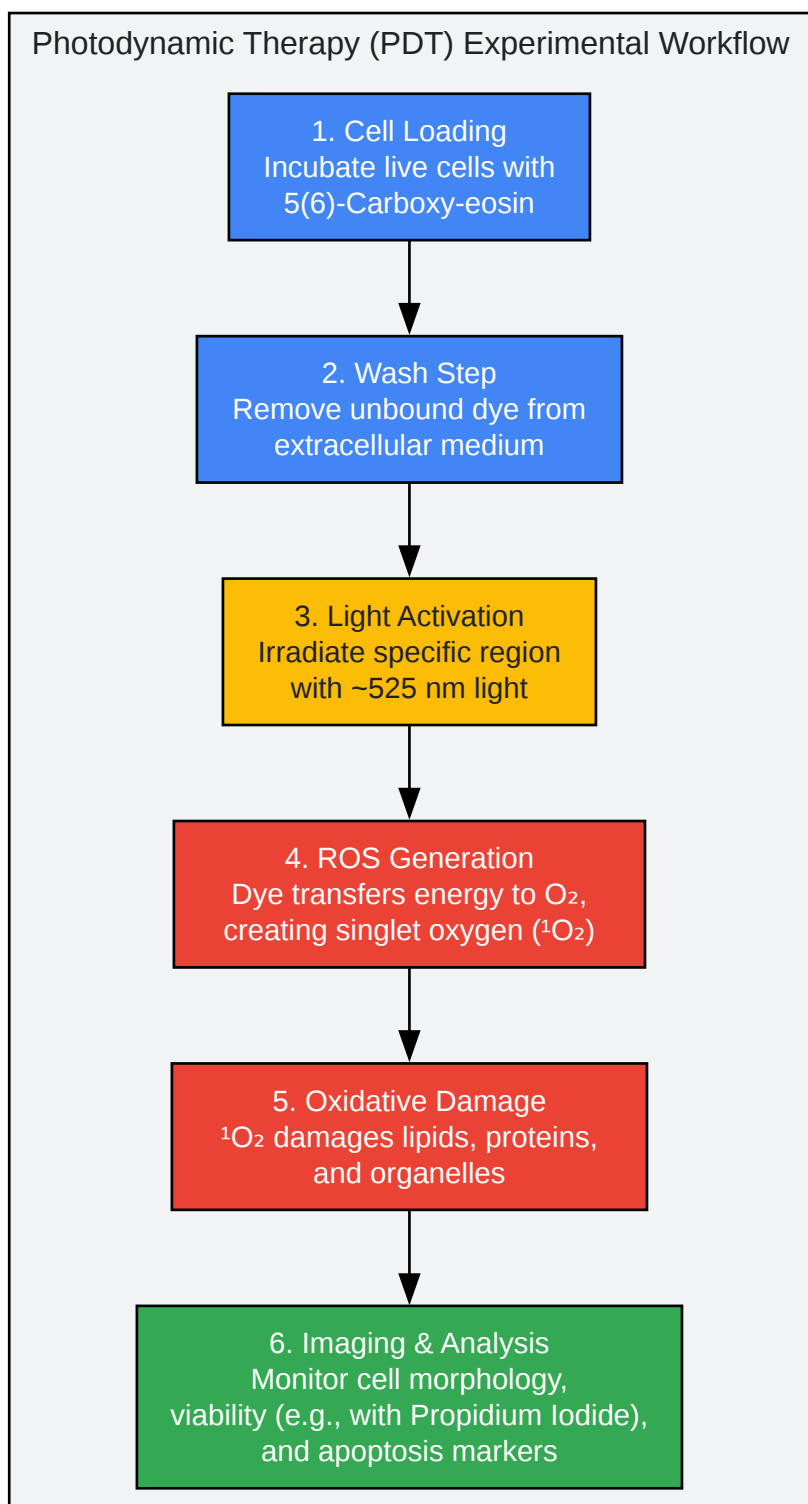 Photodynamic Therapy (PDT) Experimental Workflow
1. Cell Loading
Incubate live cells with
5(6)-Carboxy-eosin
2. Wash Step
Remove unbound dye from
extracellular medium
3. Light Activation
Irradiate specific region
with ~525 nm light
4. ROS Generation
Dye transfers energy to O₂,
creating singlet oxygen (¹O₂)
5. Oxidative Damage
¹O₂ damages lipids, proteins,
and organelles
6. Imaging & Analysis
Monitor cell morphology,
viability (e.g., with Propidium Iodide),
and apoptosis markers